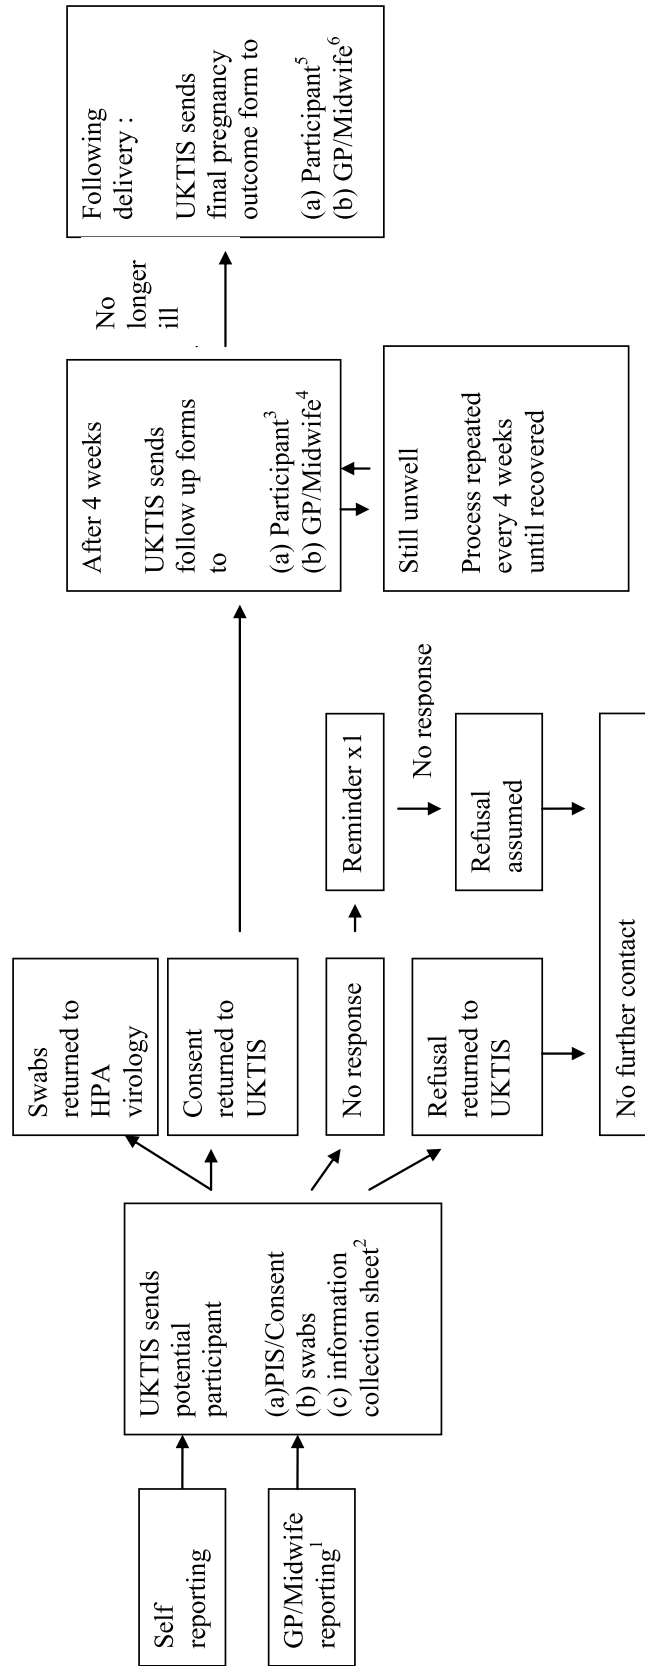 Self
reporting
GP/Midwife
reporting1
UKTIS sends
potential
participant
(a)PIS/Consent
(b) swabs
(c) information
collection sheet2
Swabs
returned to
HPA
virology
Consent
returned to
UKTIS
No response
Refusal
returned to
UKTIS
Reminder x1
No response
Refusal
assumed
No further contact
After 4 weeks
UKTIS sends
follow up forms
to
(a) Participant3
(b) GP/Midwife4
Still unwell
Process repeated
every 4 weeks
until recovered
No
longer
ill
Following
delivery :
UKTIS sends
final pregnancy
outcome form to
(a) Participant5
(b) GP/Midwife6